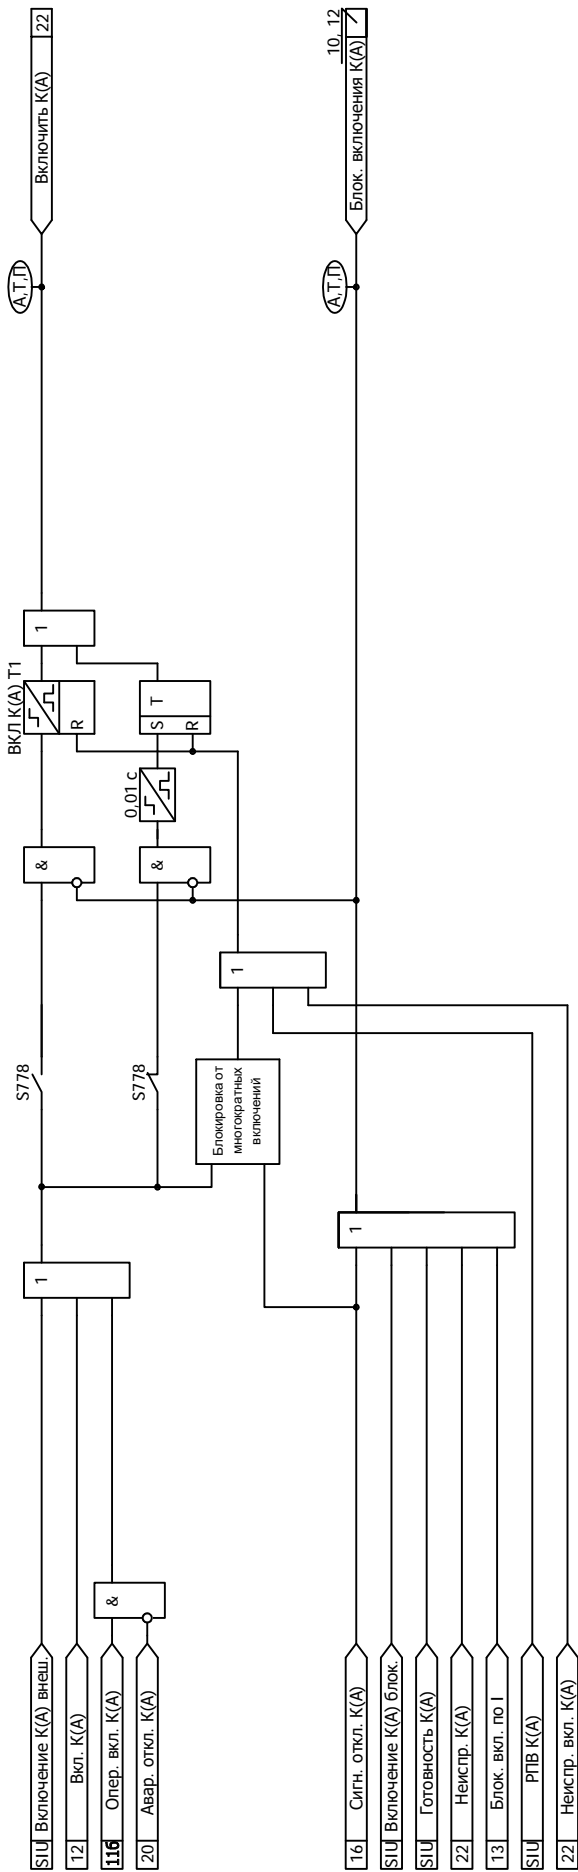 SIU Включение К(А) внеш.
12 Вкл. К(А)
Опер. вкл. К(А)
20 Авар. откл. К(А)
16 Сигн. откл. К(А)
SIU Включение К(А) блок.
SIU Готовность К(А)
22 Неиспр. К(А)
13 Блок. вкл. по I
SIU РПВ К(А)
22 Неиспр. вкл. К(А)
&
1
1
S778
S778
Блокировка от
многократных
включений
1
&
&
0,01 с
ВКЛ К(А) Т1
R
S T
R
1
А,Т,П
А,Т,П
Включить К(А) 22
Блок. включения К(А)
10, 12